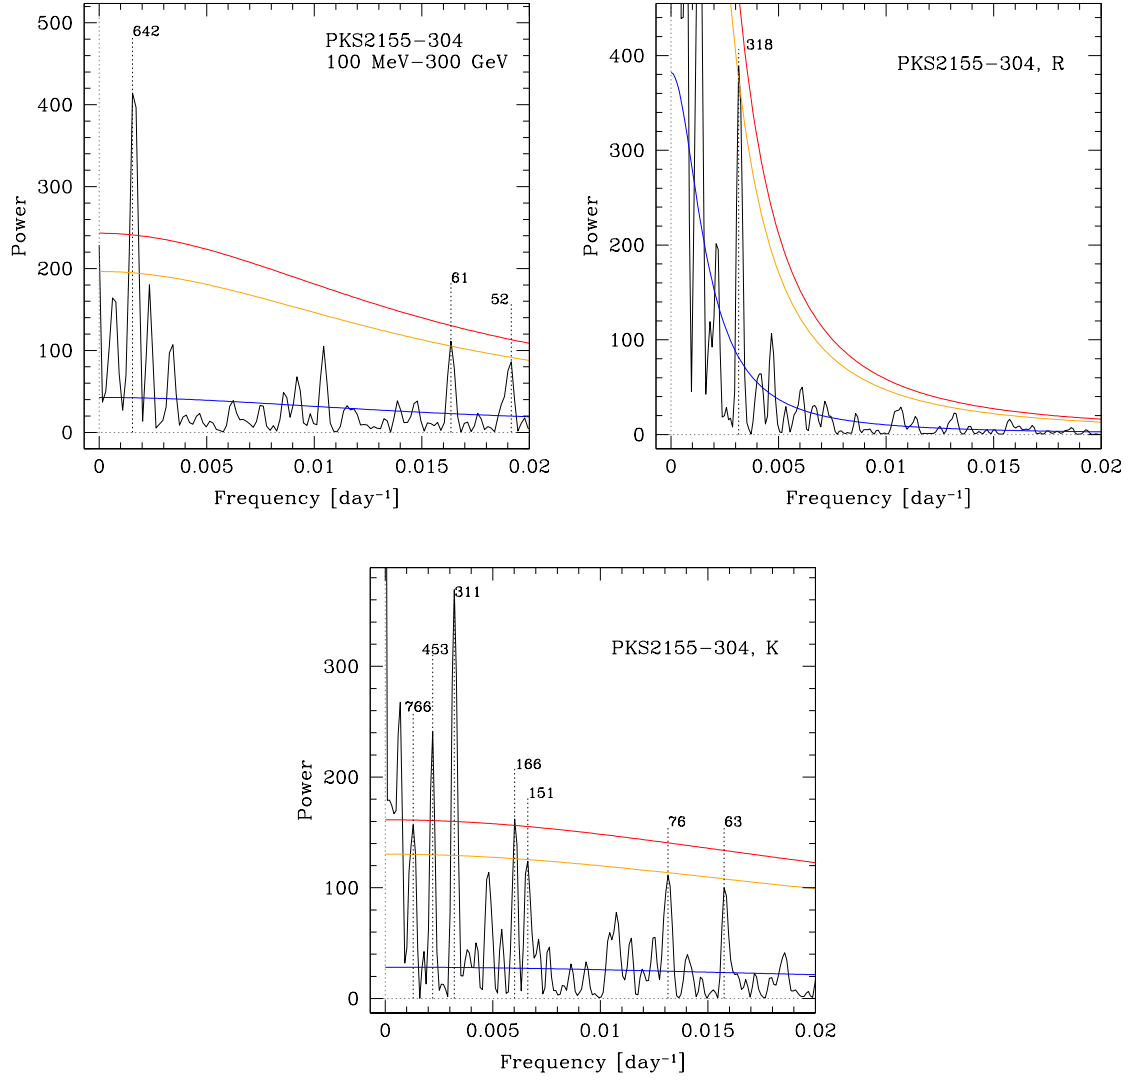 PKS2155−304
100 MeV−300 GeV
642
61
52
500
400
300
200
100
0
Power
0 0.005 0.01 0.015 0.02
Frequency [day⁻¹]
PKS2155−304, R
318
400
300
200
100
0
Power
0 0.005 0.01 0.015 0.02
Frequency [day⁻¹]
PKS2155−304, K
311
453
766
166
151
76
63
300
200
100
0
Power
0 0.005 0.01 0.015 0.02
Frequency [day⁻¹]